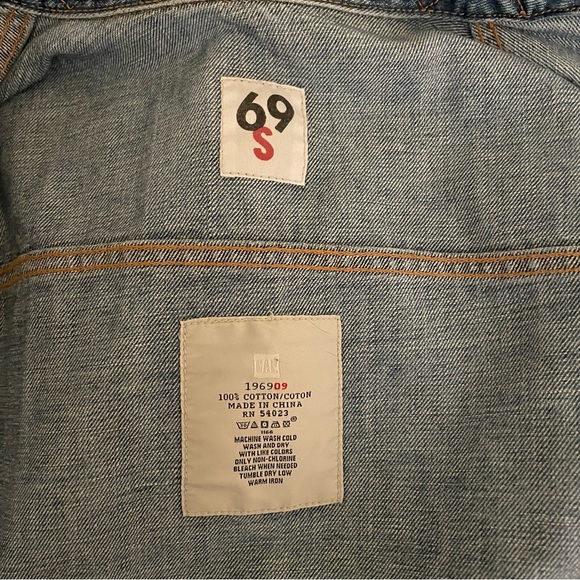 69
S
GAP
196909
100% COTTON/COTON
MADE IN CHINA
RN 54023
1166
MACHINE WASH COLD
WASH AND DRY
WITH LIKE COLORS
ONLY NON-CHLORINE
BLEACH WHEN NEEDED
TUMBLE DRY LOW
WARM IRON